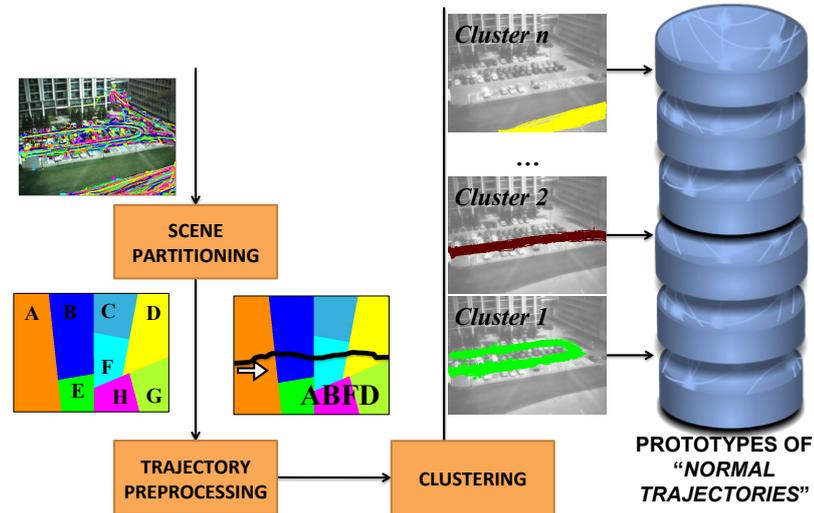 Cluster n
...
Cluster 2
Cluster 1
SCENE
PARTITIONING
A B C D
F
E H G
ABFD
TRAJECTORY
PREPROCESSING
CLUSTERING
PROTOTYPES OF
“NORMAL
TRAJECTORIES”